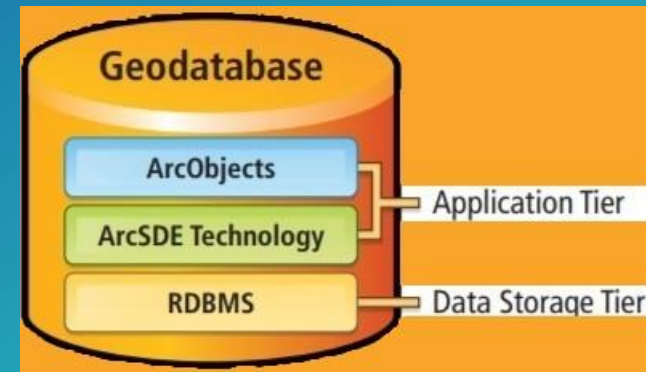 Geodatabase
ArcObjects
Application Tier
ArcSDE Technology
RDBMS
Data Storage Tier